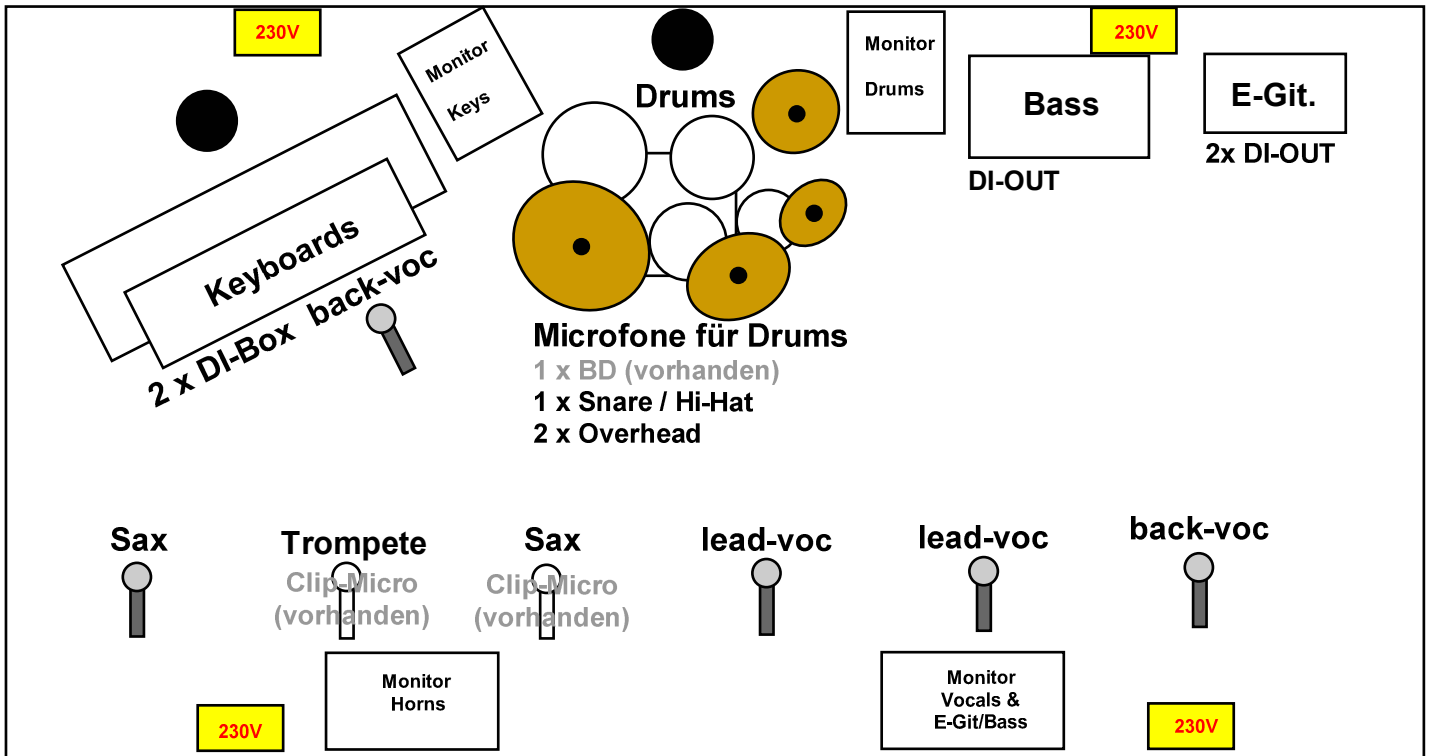 230V
230V
Monitor
Keys
Drums
Monitor
Drums
Bass
DI-OUT
E-Git.
2x DI-OUT
Keyboards
2 x DI-Box
back-voc
Microfone für Drums
1 x BD (vorhanden)
1 x Snare / Hi-Hat
2 x Overhead
Sax
Trompete
Clip-Micro
(vorhanden)
Sax
Clip-Micro
(vorhanden)
lead-voc
lead-voc
back-voc
230V
Monitor
Horns
Monitor
Vocals &
E-Git/Bass
230V